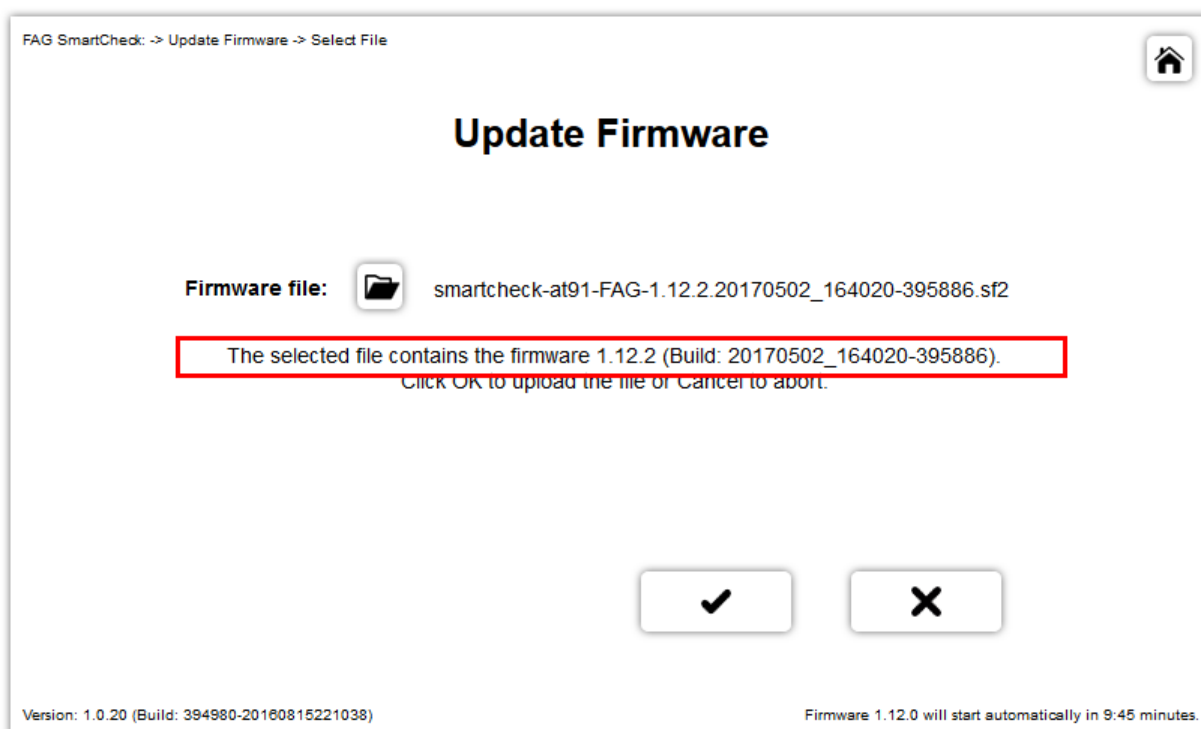 FAG SmartCheck: -> Update Firmware -> Select File
Update Firmware
Firmware file: smartcheck-at91-FAG-1.12.2.20170502_164020-395886.sf2
The selected file contains the firmware 1.12.2 (Build: 20170502_164020-395886).
Click OK to upload the file or Cancel to abort.
Version: 1.0.20 (Build: 394980-20160815221038)
Firmware 1.12.0 will start automatically in 9:45 minutes.